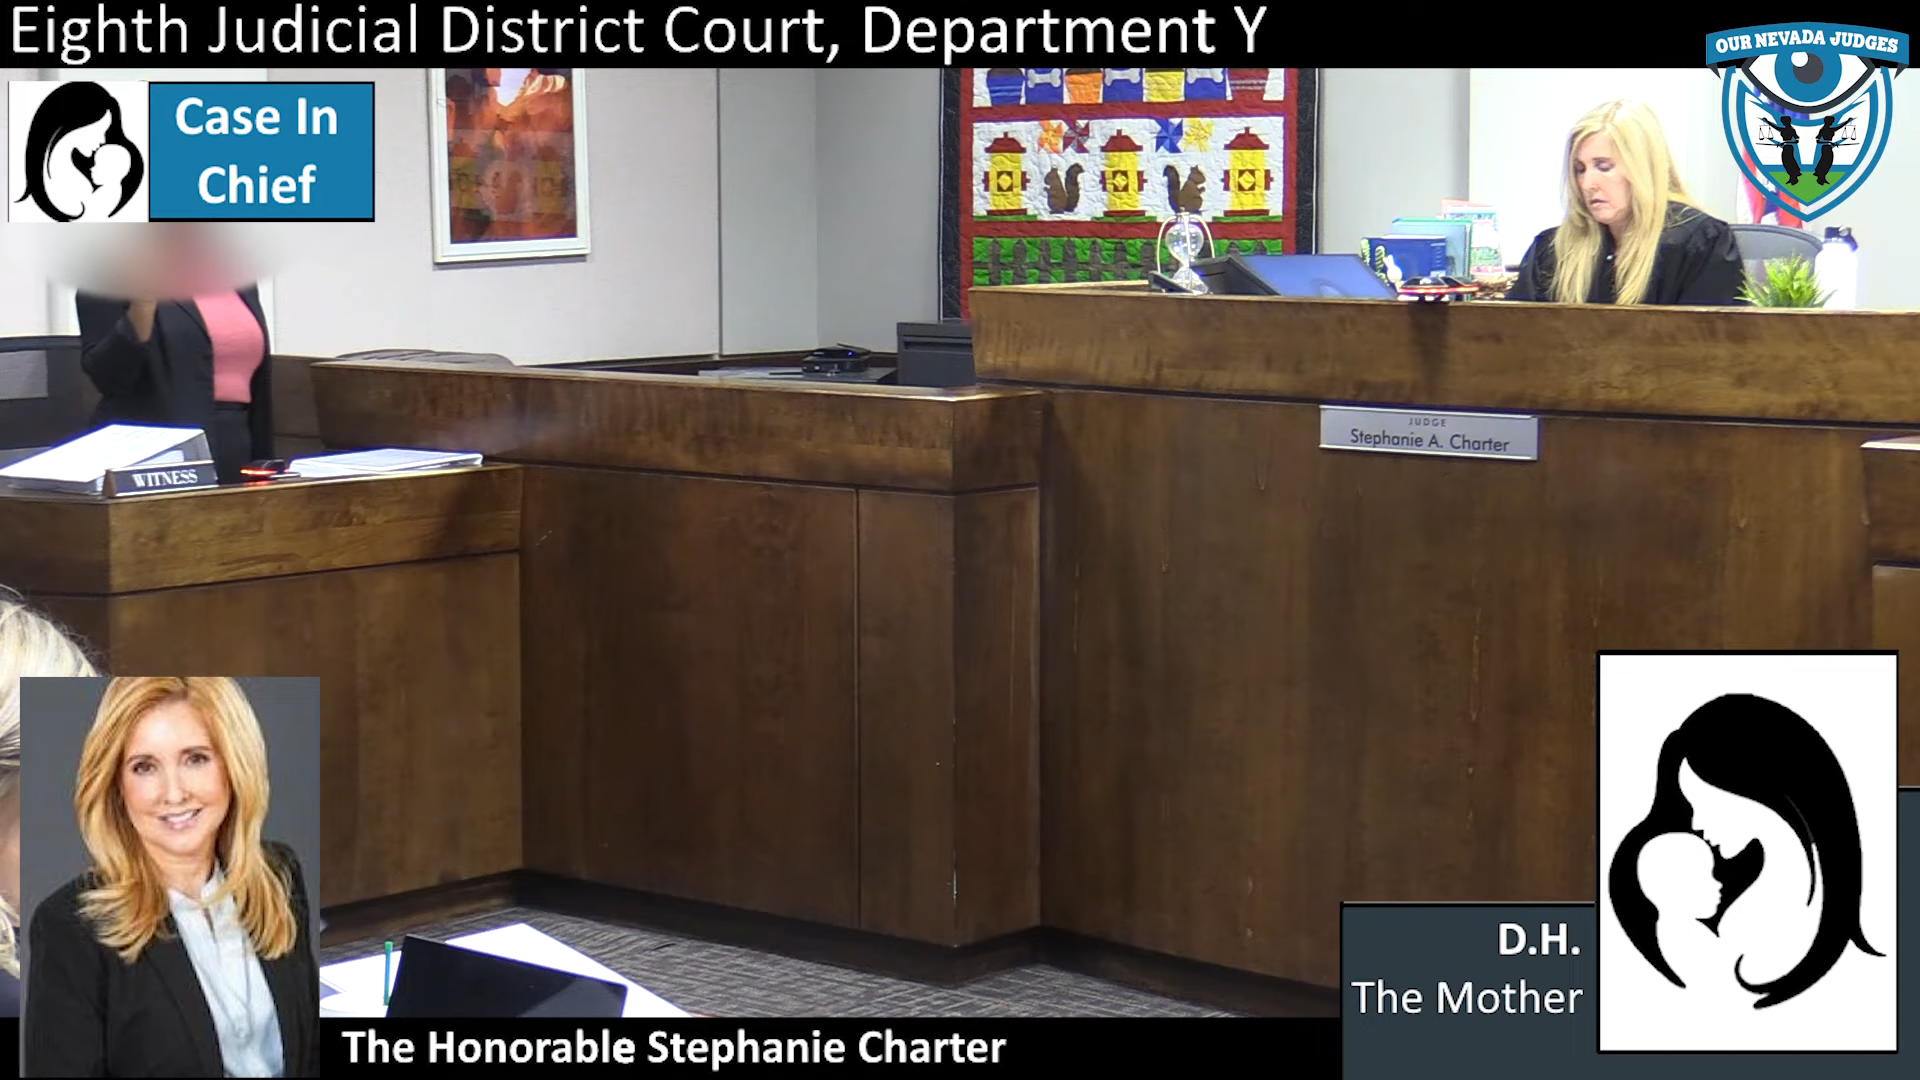 Eighth Judicial District Court, Department Y
OUR NEVADA JUDGES
Case In
Chief
JUDGE
Stephanie A. Charter
WITNESS
D.H.
The Mother
The Honorable Stephanie Charter